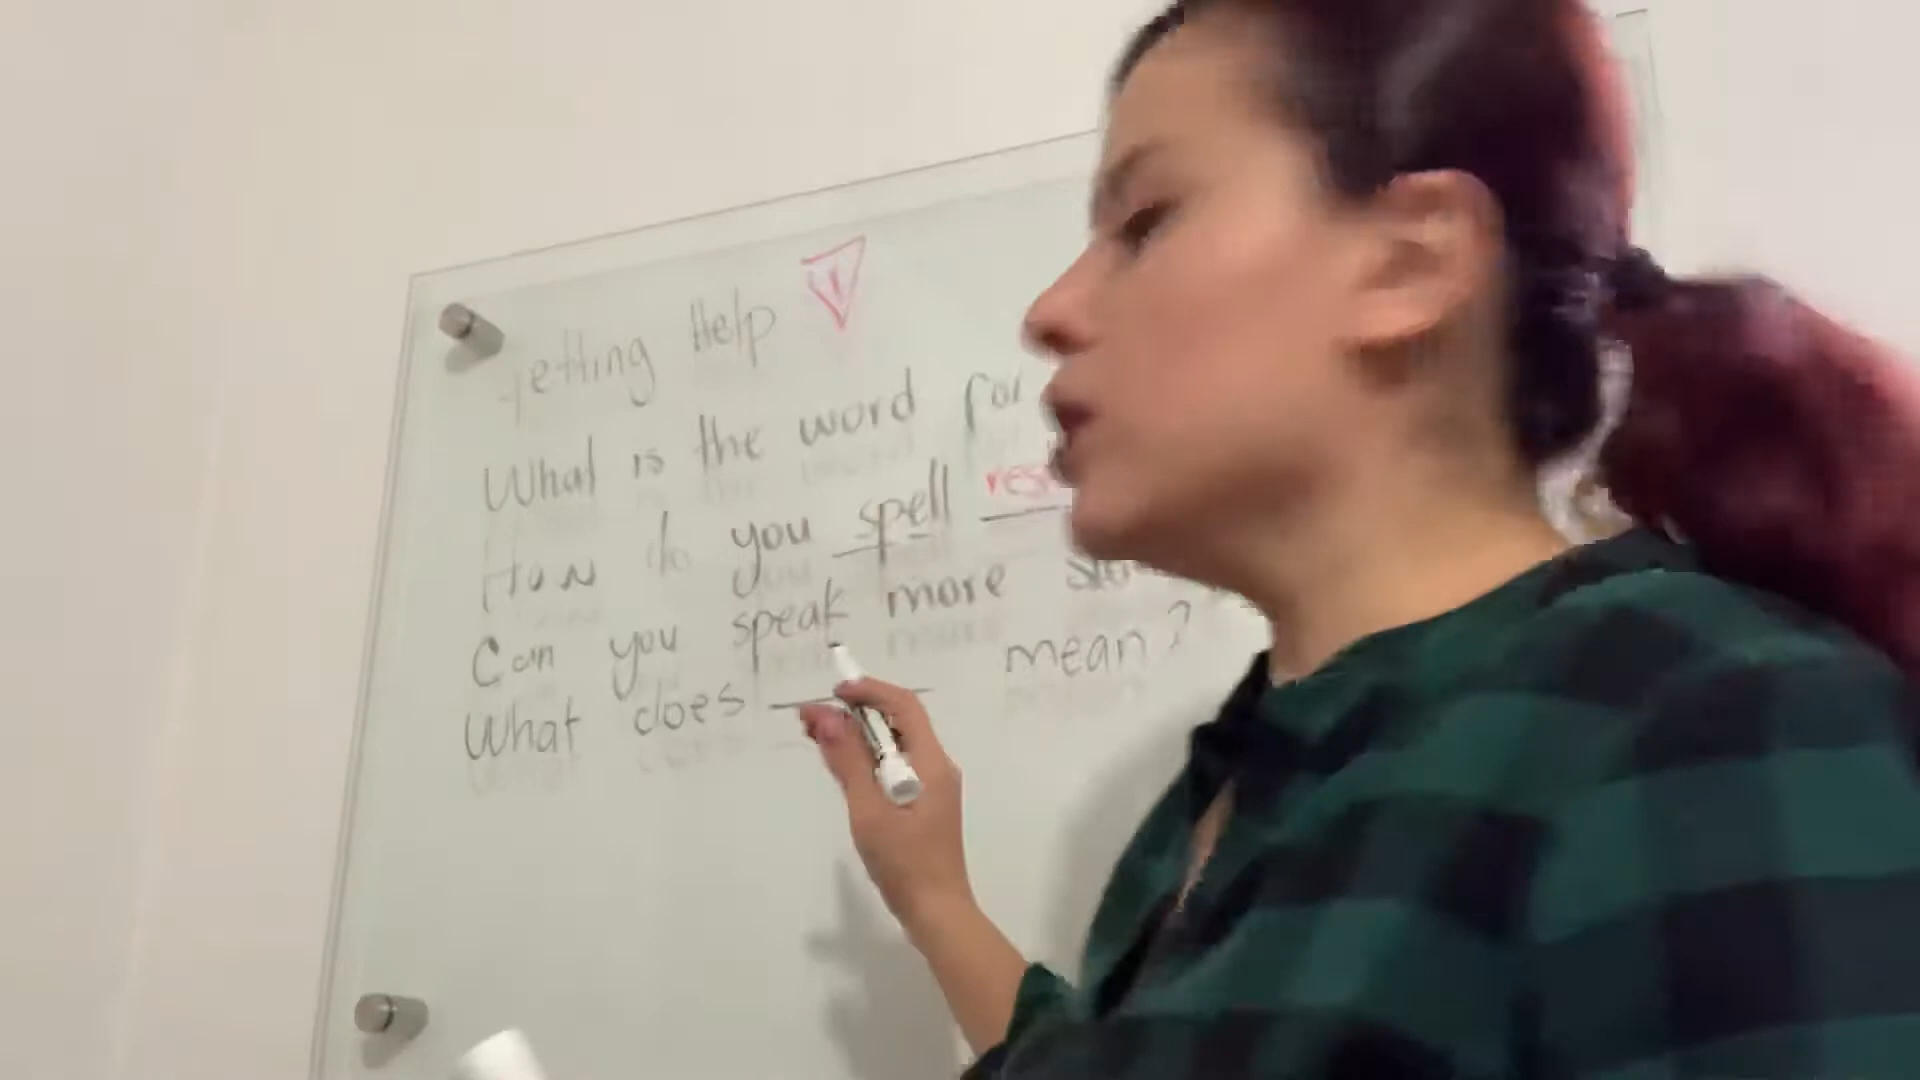 Getting Help !
What is the word for
How do you spell
Can you speak more
What does ____ mean?